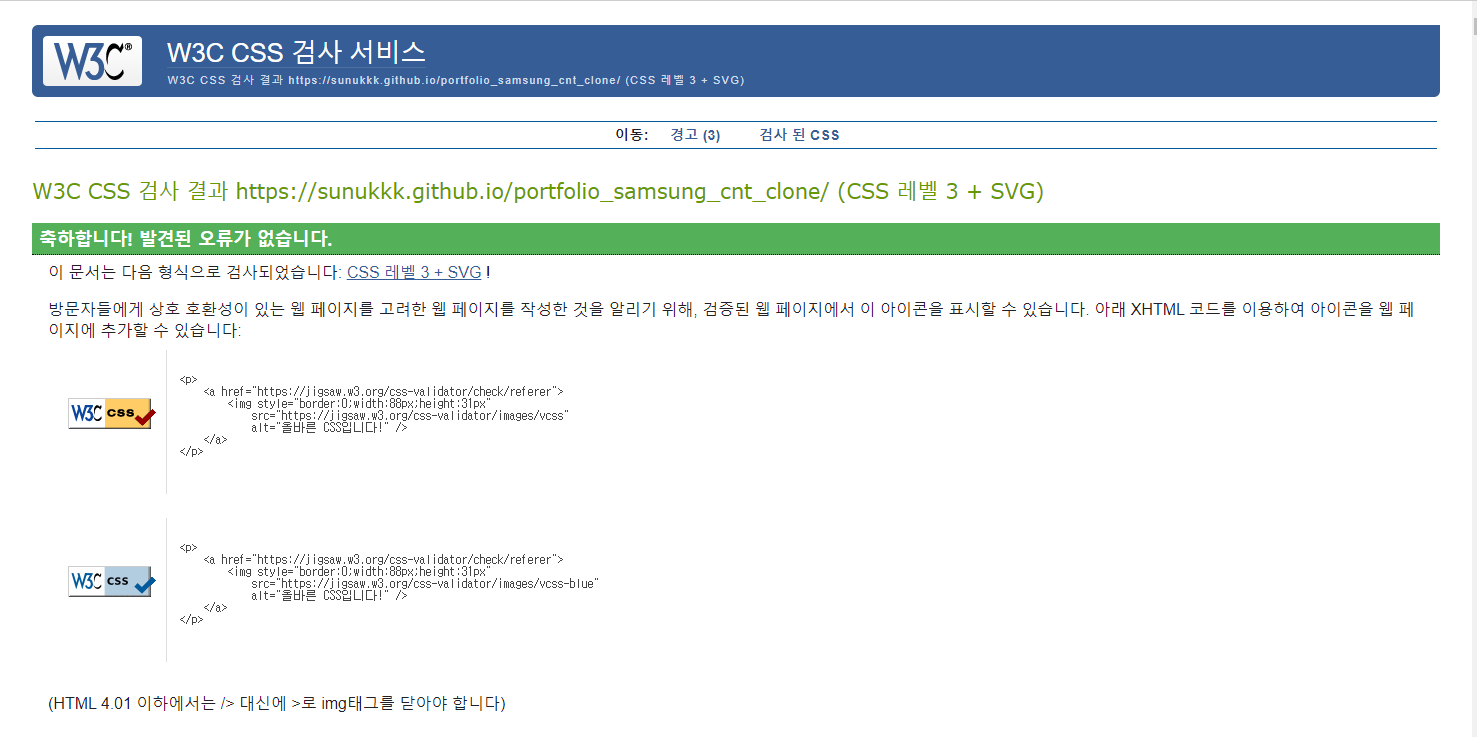 W3C® W3C CSS 검사 서비스
W3C CSS 검사 결과 https://sunukkk.github.io/portfolio_samsung_cnt_clone/ (CSS 레벨 3 + SVG)
이동: 경고 (3) 검사 된 CSS
W3C CSS 검사 결과 https://sunukkk.github.io/portfolio_samsung_cnt_clone/ (CSS 레벨 3 + SVG)
축하합니다! 발견된 오류가 없습니다.
이 문서는 다음 형식으로 검사되었습니다: CSS 레벨 3 + SVG !
방문자들에게 상호 호환성이 있는 웹 페이지를 고려한 웹 페이지를 작성한 것을 알리기 위해, 검증된 웹 페이지에서 이 아이콘을 표시할 수 있습니다. 아래 XHTML 코드를 이용하여 아이콘을 웹 페
이지에 추가할 수 있습니다:
W3C css
<p>
<a href="https://jigsaw.w3.org/css-validator/check/referer">
<img style="border:0;width:88px;height:31px"
src="https://jigsaw.w3.org/css-validator/images/vcss"
alt="올바른 CSS입니다!" />
</a>
</p>
W3C css
<p>
<a href="https://jigsaw.w3.org/css-validator/check/referer">
<img style="border:0;width:88px;height:31px"
src="https://jigsaw.w3.org/css-validator/images/vcss-blue"
alt="올바른 CSS입니다!" />
</a>
</p>
(HTML 4.01 이하에서는 /> 대신에 >로 img태그를 닫아야 합니다)